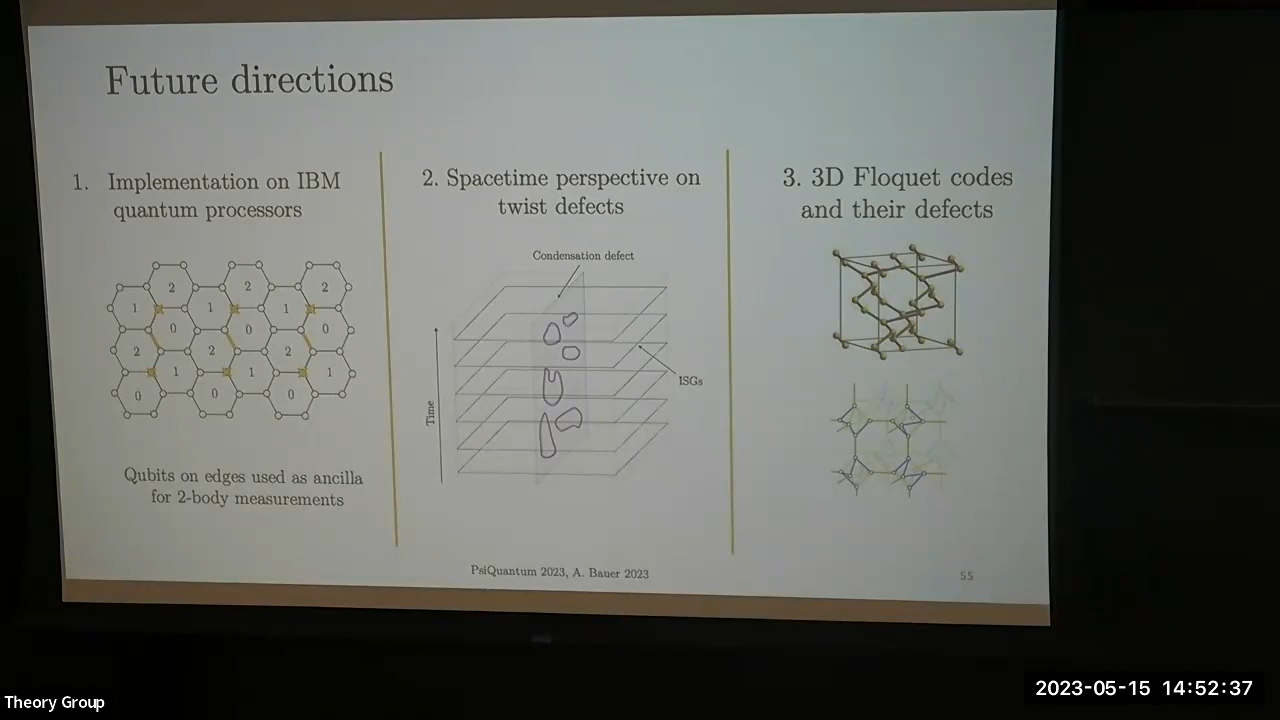 Future directions
1. Implementation on IBM
quantum processors
2 2 2
1 1 1
0 0 0
2 2 2
1 1 1
0 0 0
Qubits on edges used as ancilla
for 2-body measurements
2. Spacetime perspective on
twist defects
Condensation defect
Time
ISGs
3. 3D Floquet codes
and their defects
PsiQuantum 2023, A. Bauer 2023
55
Theory Group
2023-05-15 14:52:37